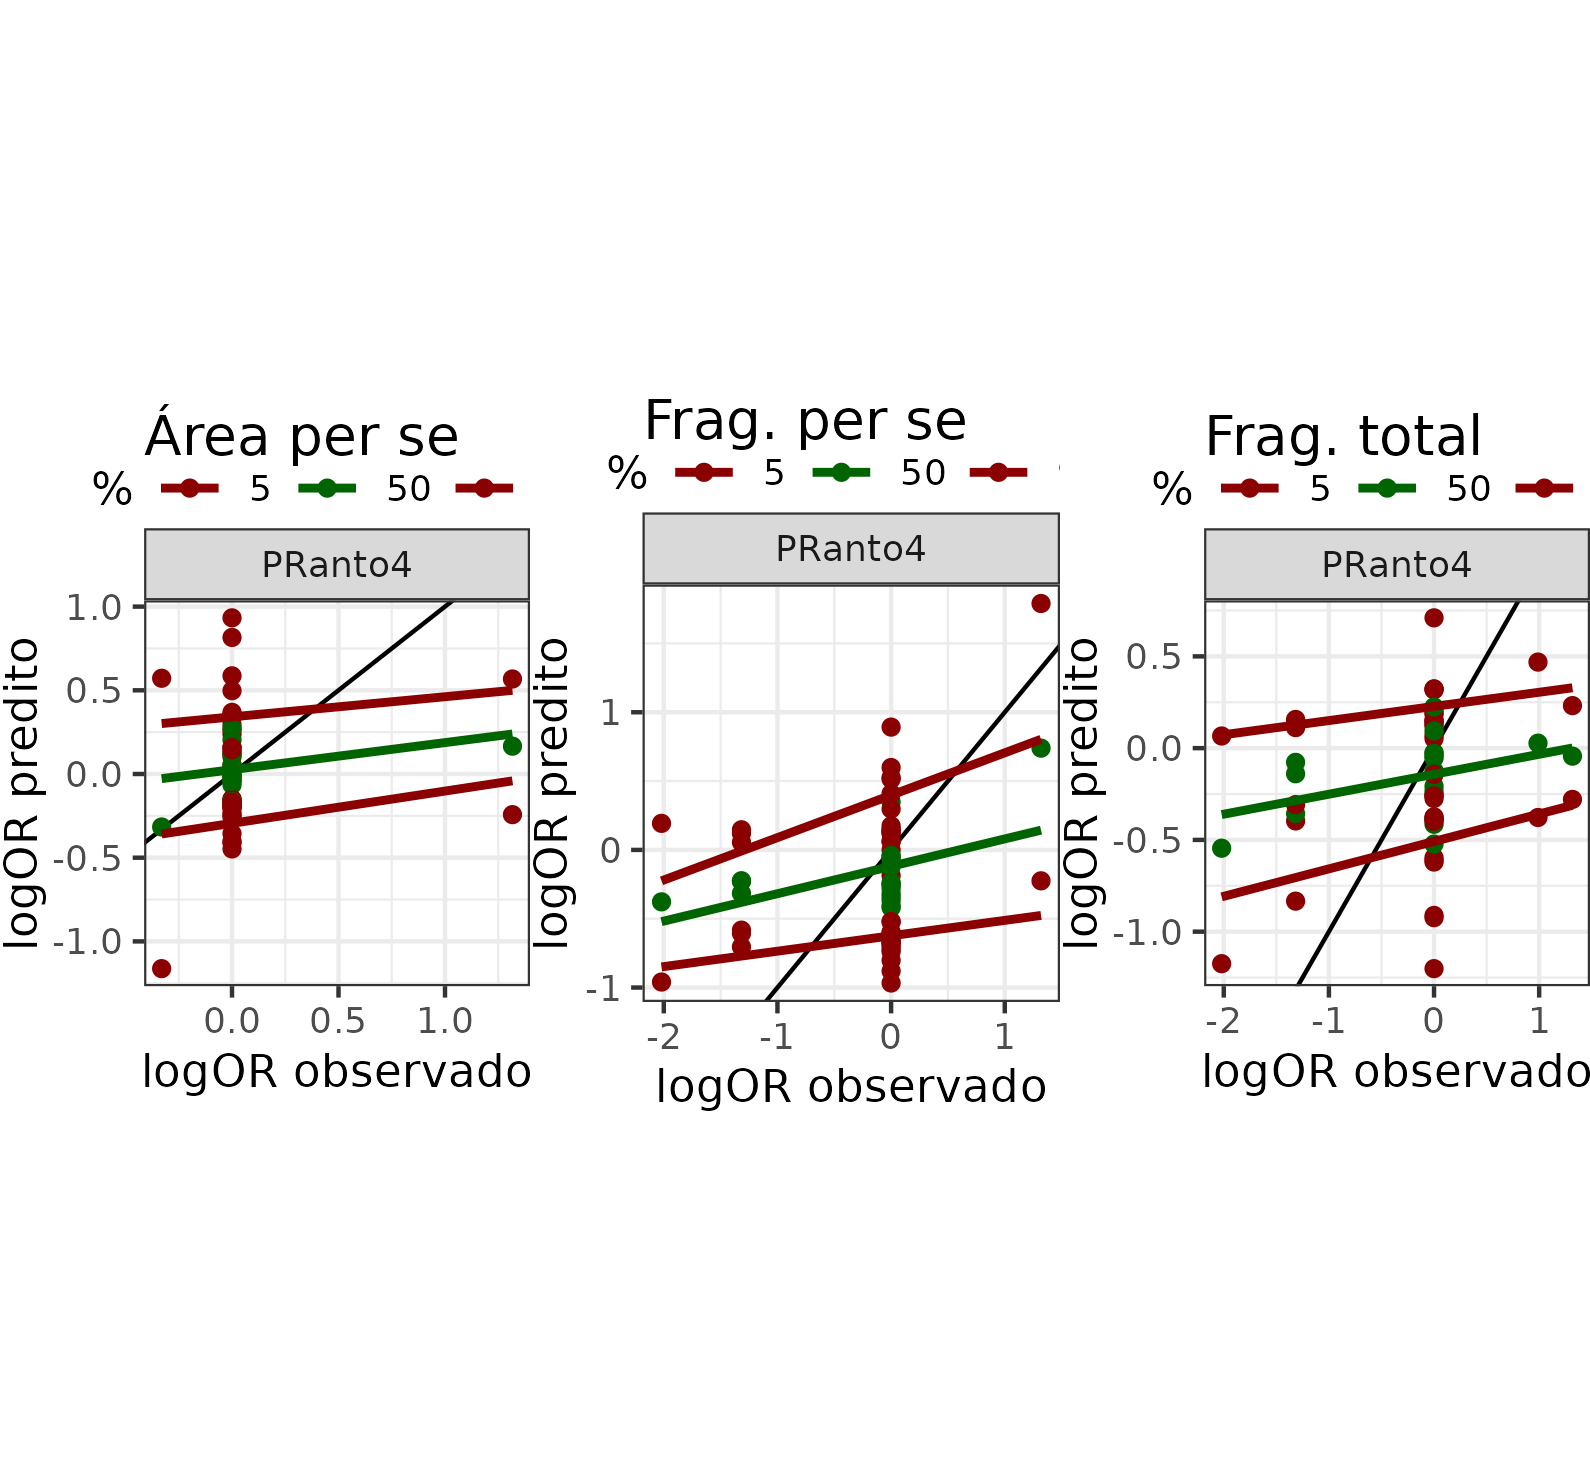 Área per se
% 5 50
PRanto4
1.0
0.5
0.0
-0.5
-1.0
logOR predito
0.0 0.5 1.0
logOR observado
Frag. per se
% 5 50
PRanto4
1
0
-1
logOR predito
-2 -1 0 1
logOR observado
Frag. total
% 5 50
PRanto4
0.5
0.0
-0.5
-1.0
logOR predito
-2 -1 0 1
logOR observado